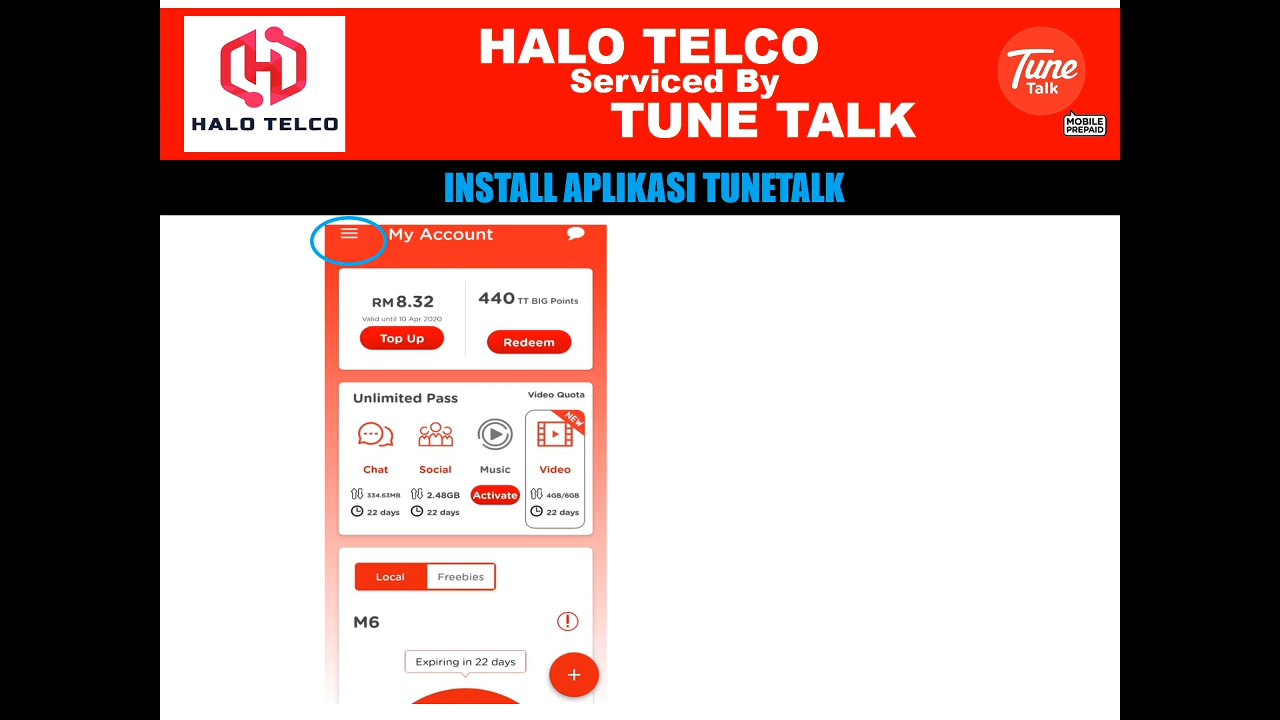 HALO TELCO
HALO TELCO
Serviced By
TUNE TALK
Tune
Talk
MOBILE
PREPAID
INSTALL APLIKASI TUNETALK
My Account
RM8.32
440 TT BIG Points
Valid until 10 Apr 2020
Top Up
Redeem
Unlimited Pass
Video Quota
NEW
Chat Social Music Video
334.63MB 2.48GB Activate 4GB/6GB
22 days 22 days 22 days
Local Freebies
M6
!
Expiring in 22 days
+